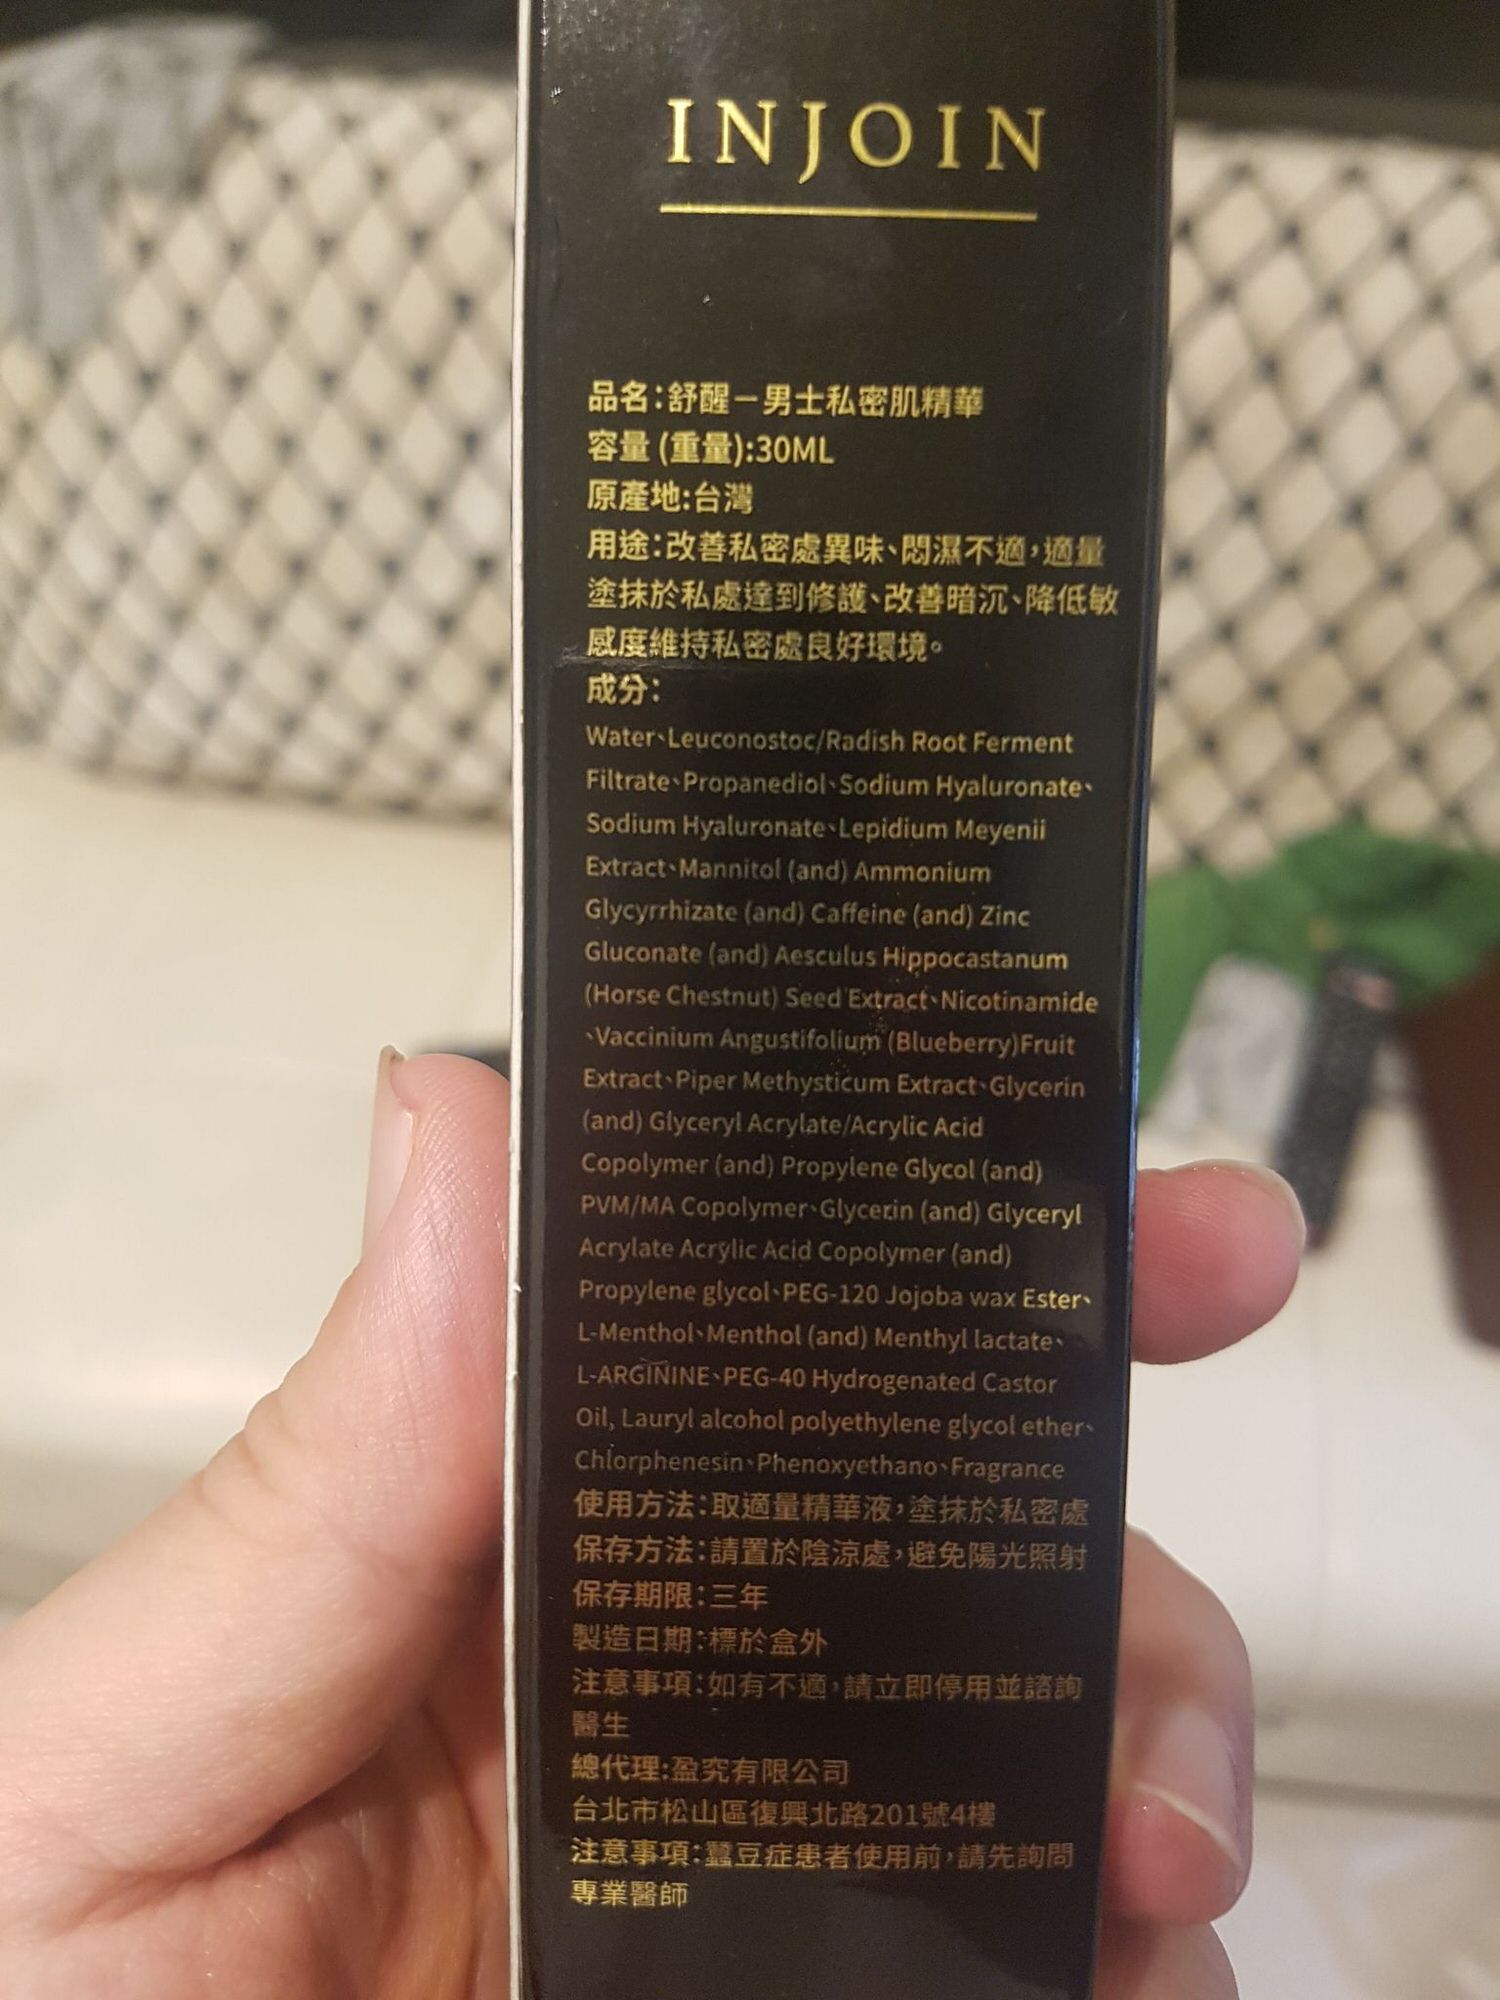 INJOIN
品名：舒醒－男士私密肌精華
容量 (重量):30ML
原產地:台灣
用途：改善私密處異味、悶濕不適，適量
塗抹於私處達到修護、改善暗沉、降低敏
感度維持私密處良好環境。
成分：
Water、Leuconostoc/Radish Root Ferment
Filtrate、Propanediol、Sodium Hyaluronate、
Sodium Hyaluronate、Lepidium Meyenii
Extract、Mannitol (and) Ammonium
Glycyrrhizate (and) Caffeine (and) Zinc
Gluconate (and) Aesculus Hippocastanum
(Horse Chestnut) Seed Extract、Nicotinamide
、Vaccinium Angustifolium (Blueberry)Fruit
Extract、Piper Methysticum Extract、Glycerin
(and) Glyceryl Acrylate/Acrylic Acid
Copolymer (and) Propylene Glycol (and)
PVM/MA Copolymer、Glycerin (and) Glyceryl
Acrylate Acrylic Acid Copolymer (and)
Propylene glycol、PEG-120 Jojoba wax Ester、
L-Menthol、Menthol (and) Menthyl lactate、
L-ARGININE、PEG-40 Hydrogenated Castor
Oil, Lauryl alcohol polyethylene glycol ether、
Chlorphenesin、Phenoxyethano、Fragrance
使用方法：取適量精華液，塗抹於私密處
保存方法：請置於陰涼處，避免陽光照射
保存期限：三年
製造日期：標於盒外
注意事項：如有不適，請立即停用並諮詢
醫生
總代理:盈究有限公司
台北市松山區復興北路201號4樓
注意事項：蠶豆症患者使用前，請先詢問
專業醫師